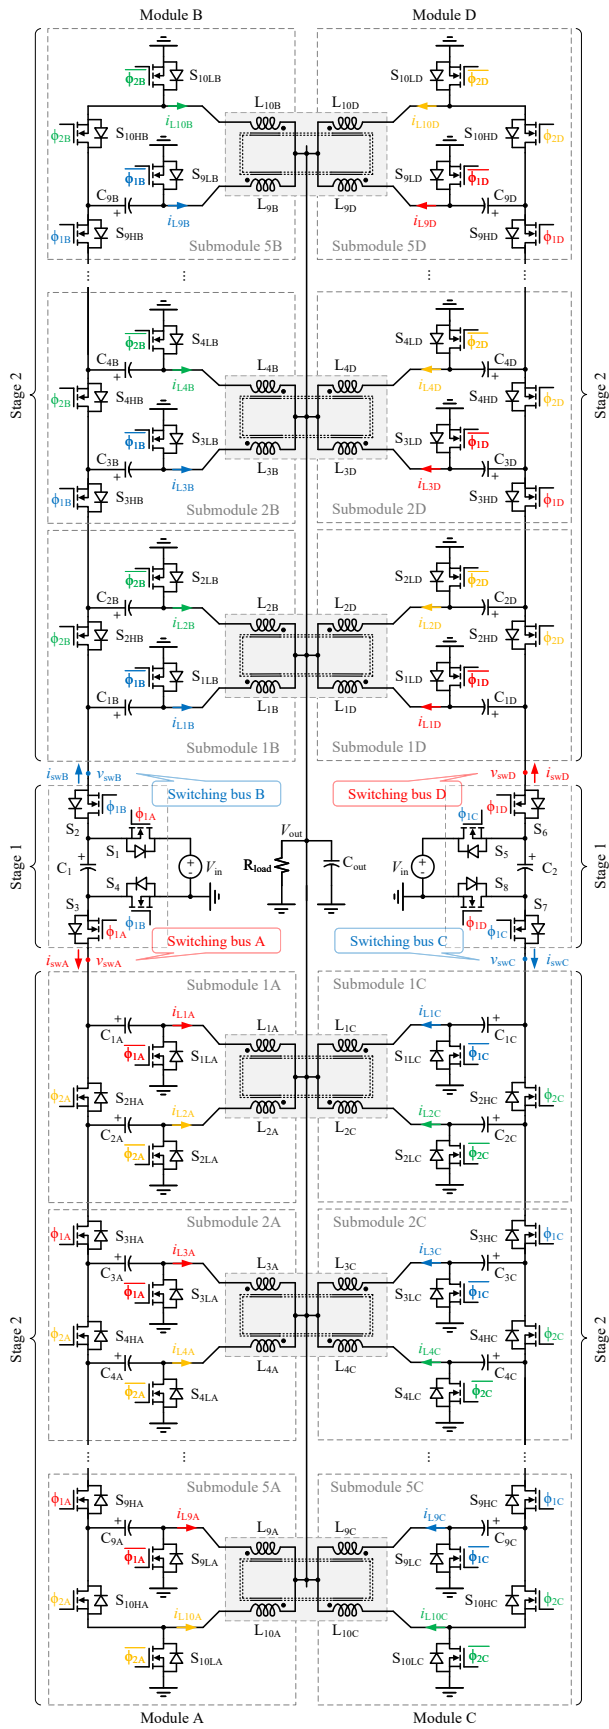 Module B Module D
S10LB S10LD
ϕ2B ϕ2D
L10B L10D
iL10B iL10D
S10HB S10HD
ϕ2B ϕ2D
S9LB S9LD
ϕ1B ϕ1D
C9B C9D
+ +
iL9B L9B L9D iL9D
S9HB S9HD
ϕ1B ϕ1D
Submodule 5B Submodule 5D
... ... ... ...
Stage 2 Stage 2
S4LB S4LD
ϕ2B ϕ2D
C4B L4B L4D C4D
+ iL4B iL4D +
S4HB S4HD
ϕ2B ϕ2D
S3LB S3LD
ϕ1B ϕ1D
C3B L3B L3D C3D
+ iL3B iL3D +
S3HB S3HD
ϕ1B ϕ1D
Submodule 2B Submodule 2D
S2LB S2LD
ϕ2B ϕ2D
C2B L2B L2D C2D
+ iL2B iL2D +
S2HB S2HD
ϕ2B ϕ2D
S1LB S1LD
ϕ1B ϕ1D
C1B L1B L1D C1D
+ iL1B iL1D +
Submodule 1B Submodule 1D
iswB vswB vswD iswD
Switching bus B Switching bus D
ϕ1B ϕ1A ϕ1C ϕ1D
S2 S6
S1 Vout S5
Stage 1 Stage 1
C1 + Vin Rload Cout Vin + C2
+ - + -
S4 S8
S3 S7
ϕ1A ϕ1B ϕ1D ϕ1C
Switching bus A Switching bus C
iswA vswA vswC iswC
Submodule 1A Submodule 1C
+ iL1A iL1C +
C1A L1A L1C C1C
ϕ1A ϕ1C
S1LA S1LC
ϕ2A ϕ2C
S2HA S2HC
+ iL2A iL2C +
C2A L2A L2C C2C
ϕ2A ϕ2C
S2LA S2LC
Submodule 2A Submodule 2C
ϕ1A ϕ1C
S3HA S3HC
+ iL3A iL3C +
C3A L3A L3C C3C
ϕ1A ϕ1C
S3LA S3LC
Stage 2 Stage 2
ϕ2A ϕ2C
S4HA S4HC
+ iL4A iL4C +
C4A L4A L4C C4C
ϕ2A ϕ2C
S4LA S4LC
... ... ... ...
Submodule 5A Submodule 5C
ϕ1A ϕ1C
S9HA S9HC
+ iL9A iL9C +
C9A L9A L9C C9C
ϕ1A ϕ1C
S9LA S9LC
ϕ2A ϕ2C
S10HA S10HC
iL10A iL10C
L10A L10C
ϕ2A ϕ2C
S10LA S10LC
Module A Module C